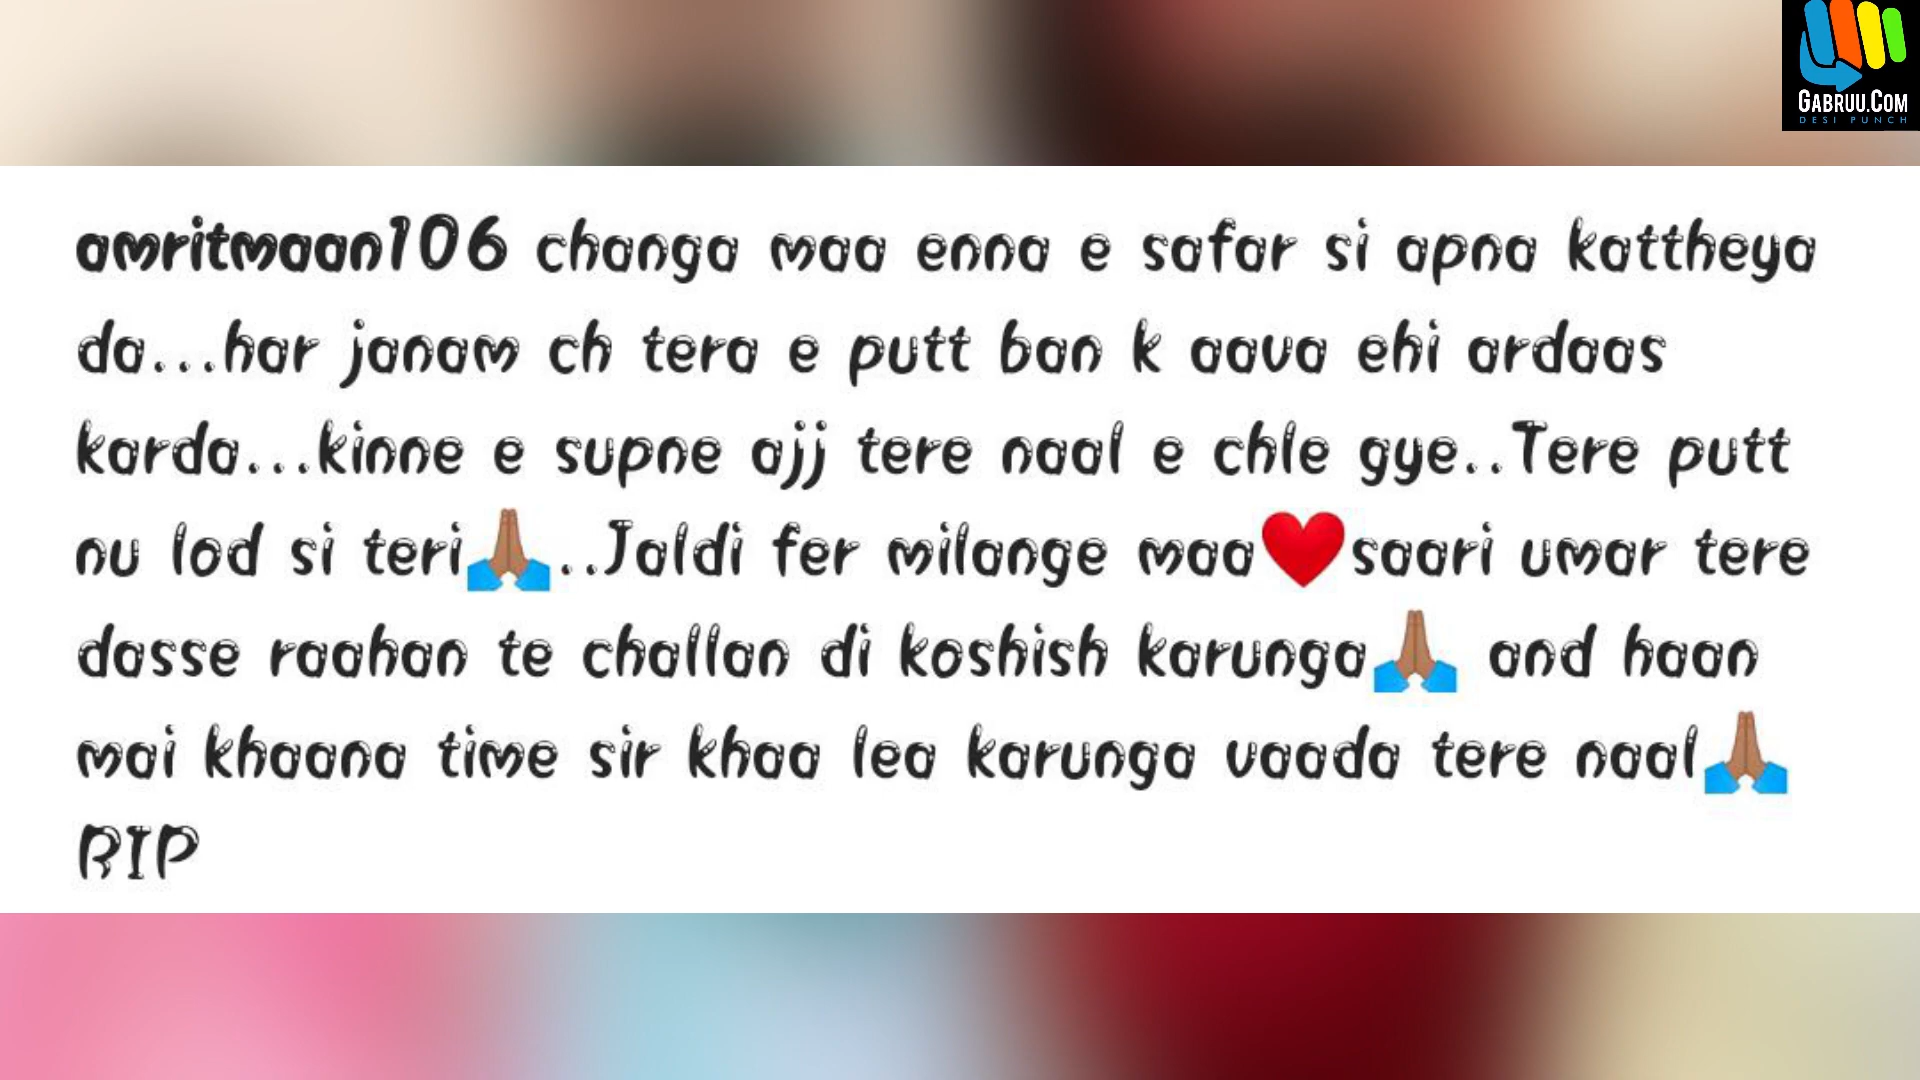 GABRUU.COM
DESI PUNCH
amritmaan106 changa maa enna e safar si apna kattheya
da...har janam ch tera e putt ban k aava ehi ardaas
karda...kinne e supne ajj tere naal e chle gye..Tere putt
nu lod si teri🙏🏽..Jaldi fer milange maa❤️saari umar tere
dasse raahan te challan di koshish karunga🙏🏽 and haan
mai khaana time sir khaa lea karunga vaada tere naal🙏🏽
RIP